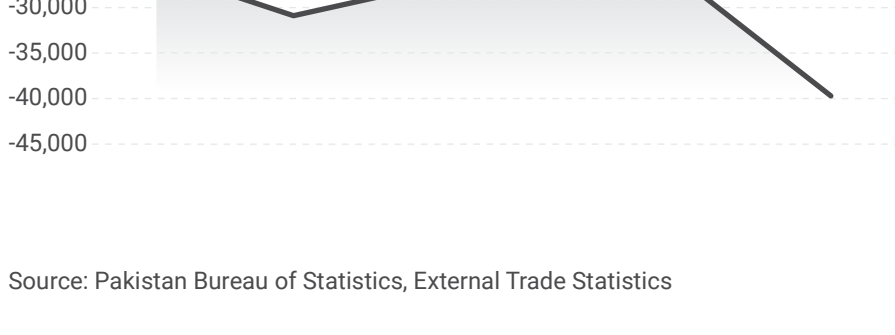 -30,000
-35,000
-40,000
-45,000
Source: Pakistan Bureau of Statistics, External Trade Statistics